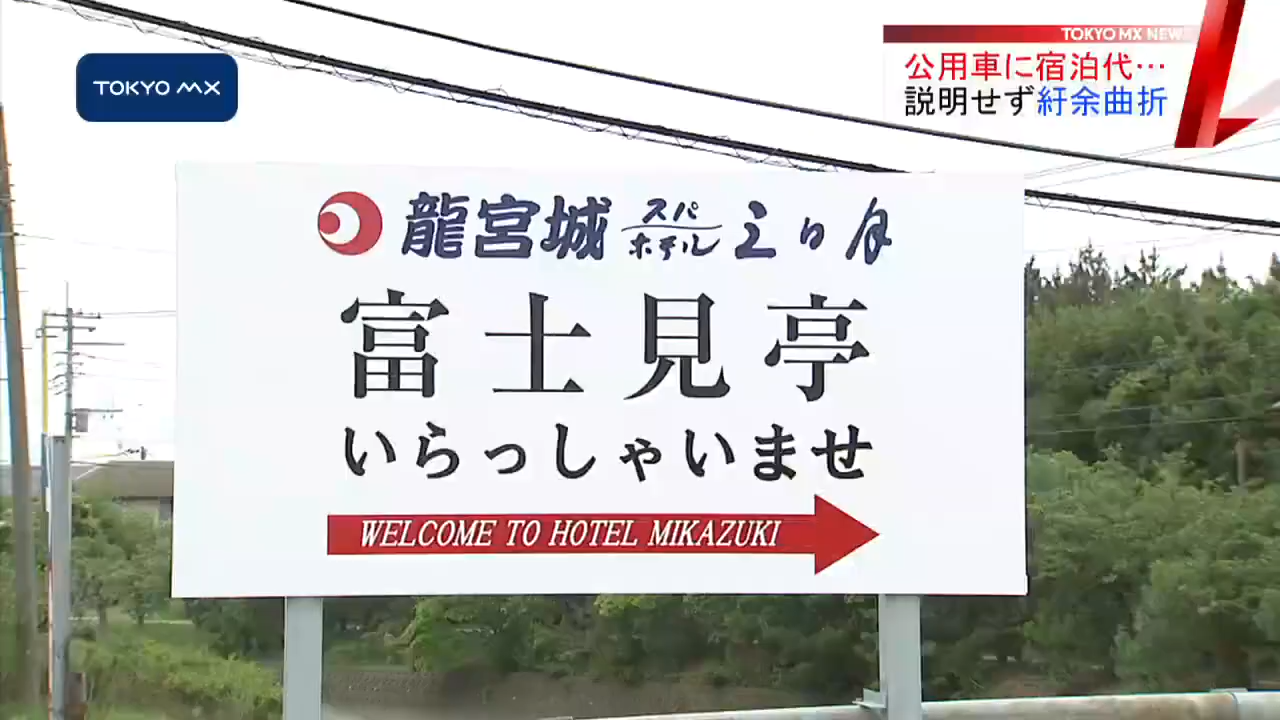 TOKYO MX
TOKYO MX NEWS
公用車に宿泊代…
説明せず紆余曲折
龍宮城 スパホテル 三日月
富士見亭
いらっしゃいませ
WELCOME TO HOTEL MIKAZUKI